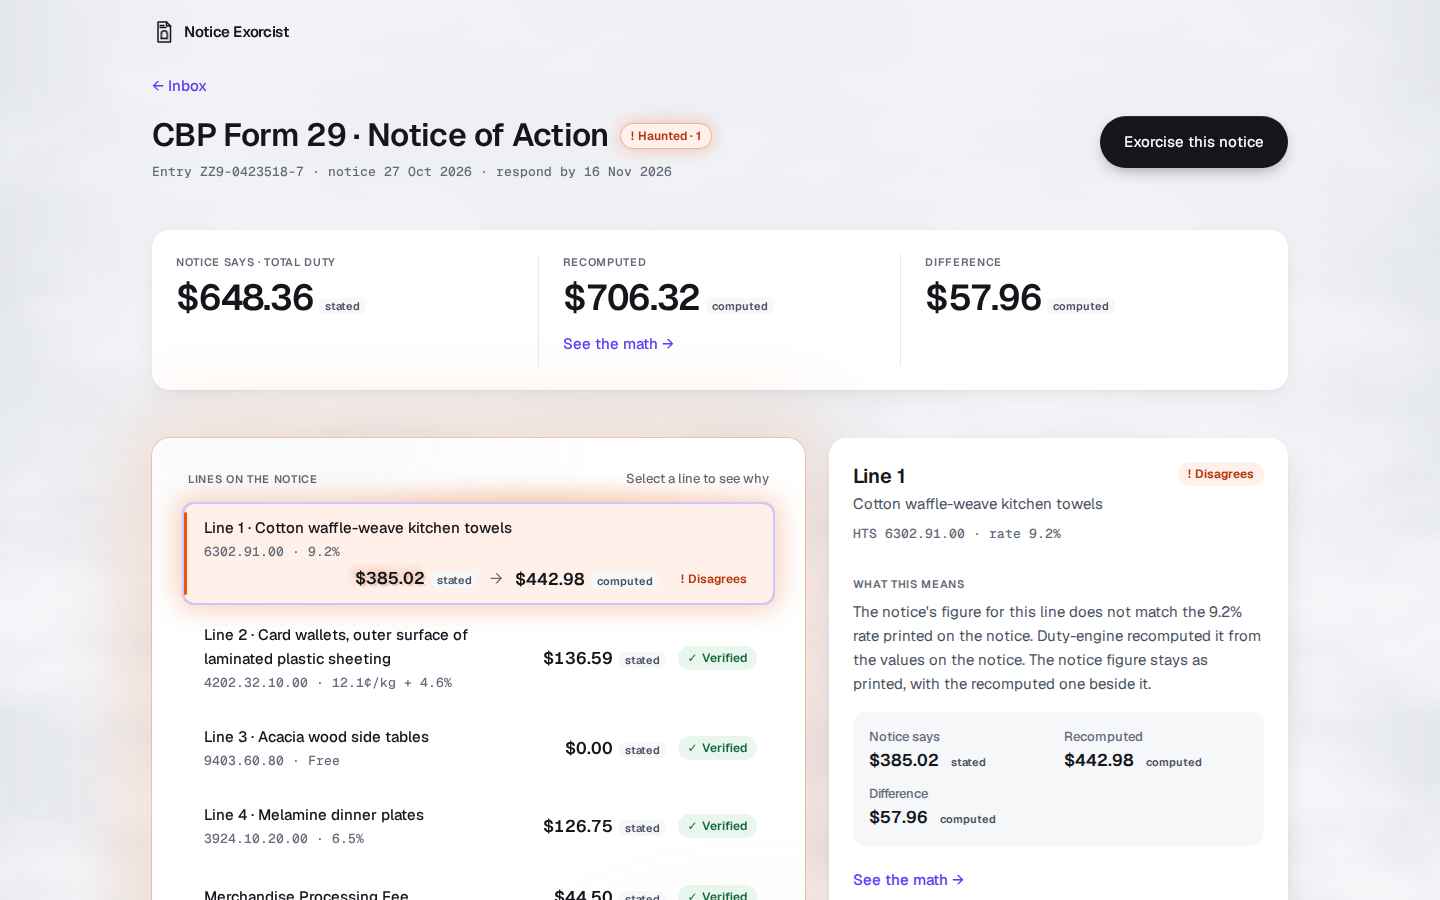 Notice Exorcist
← Inbox
CBP Form 29 · Notice of Action
! Haunted · 1
Exorcise this notice
Entry ZZ9-0423518-7 · notice 27 Oct 2026 · respond by 16 Nov 2026
NOTICE SAYS · TOTAL DUTY
$648.36 stated
RECOMPUTED
$706.32 computed
See the math →
DIFFERENCE
$57.96 computed
LINES ON THE NOTICE
Select a line to see why
Line 1 · Cotton waffle-weave kitchen towels
6302.91.00 · 9.2%
$385.02 stated → $442.98 computed ! Disagrees
Line 2 · Card wallets, outer surface of
laminated plastic sheeting
4202.32.10.00 · 12.1¢/kg + 4.6%
$136.59 stated ✓ Verified
Line 3 · Acacia wood side tables
9403.60.80 · Free
$0.00 stated ✓ Verified
Line 4 · Melamine dinner plates
3924.10.20.00 · 6.5%
$126.75 stated ✓ Verified
Merchandise Processing Fee
$44.50 stated ✓ Verified
Line 1
! Disagrees
Cotton waffle-weave kitchen towels
HTS 6302.91.00 · rate 9.2%
WHAT THIS MEANS
The notice's figure for this line does not match the 9.2%
rate printed on the notice. Duty-engine recomputed it from
the values on the notice. The notice figure stays as
printed, with the recomputed one beside it.
Notice says
$385.02 stated
Recomputed
$442.98 computed
Difference
$57.96 computed
See the math →